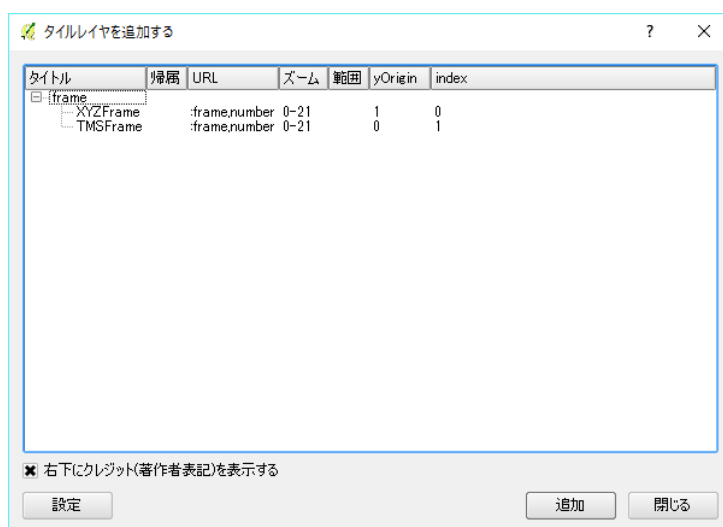 タイルレイヤを追加する ? ×
タイトル 帰属 URL ズーム 範囲 yOrigin index
frame
XYZFrame :frame,number 0-21 1 0
TMSFrame :frame,number 0-21 0 1
右下にクレジット(著作者表記)を表示する
設定 追加 閉じる